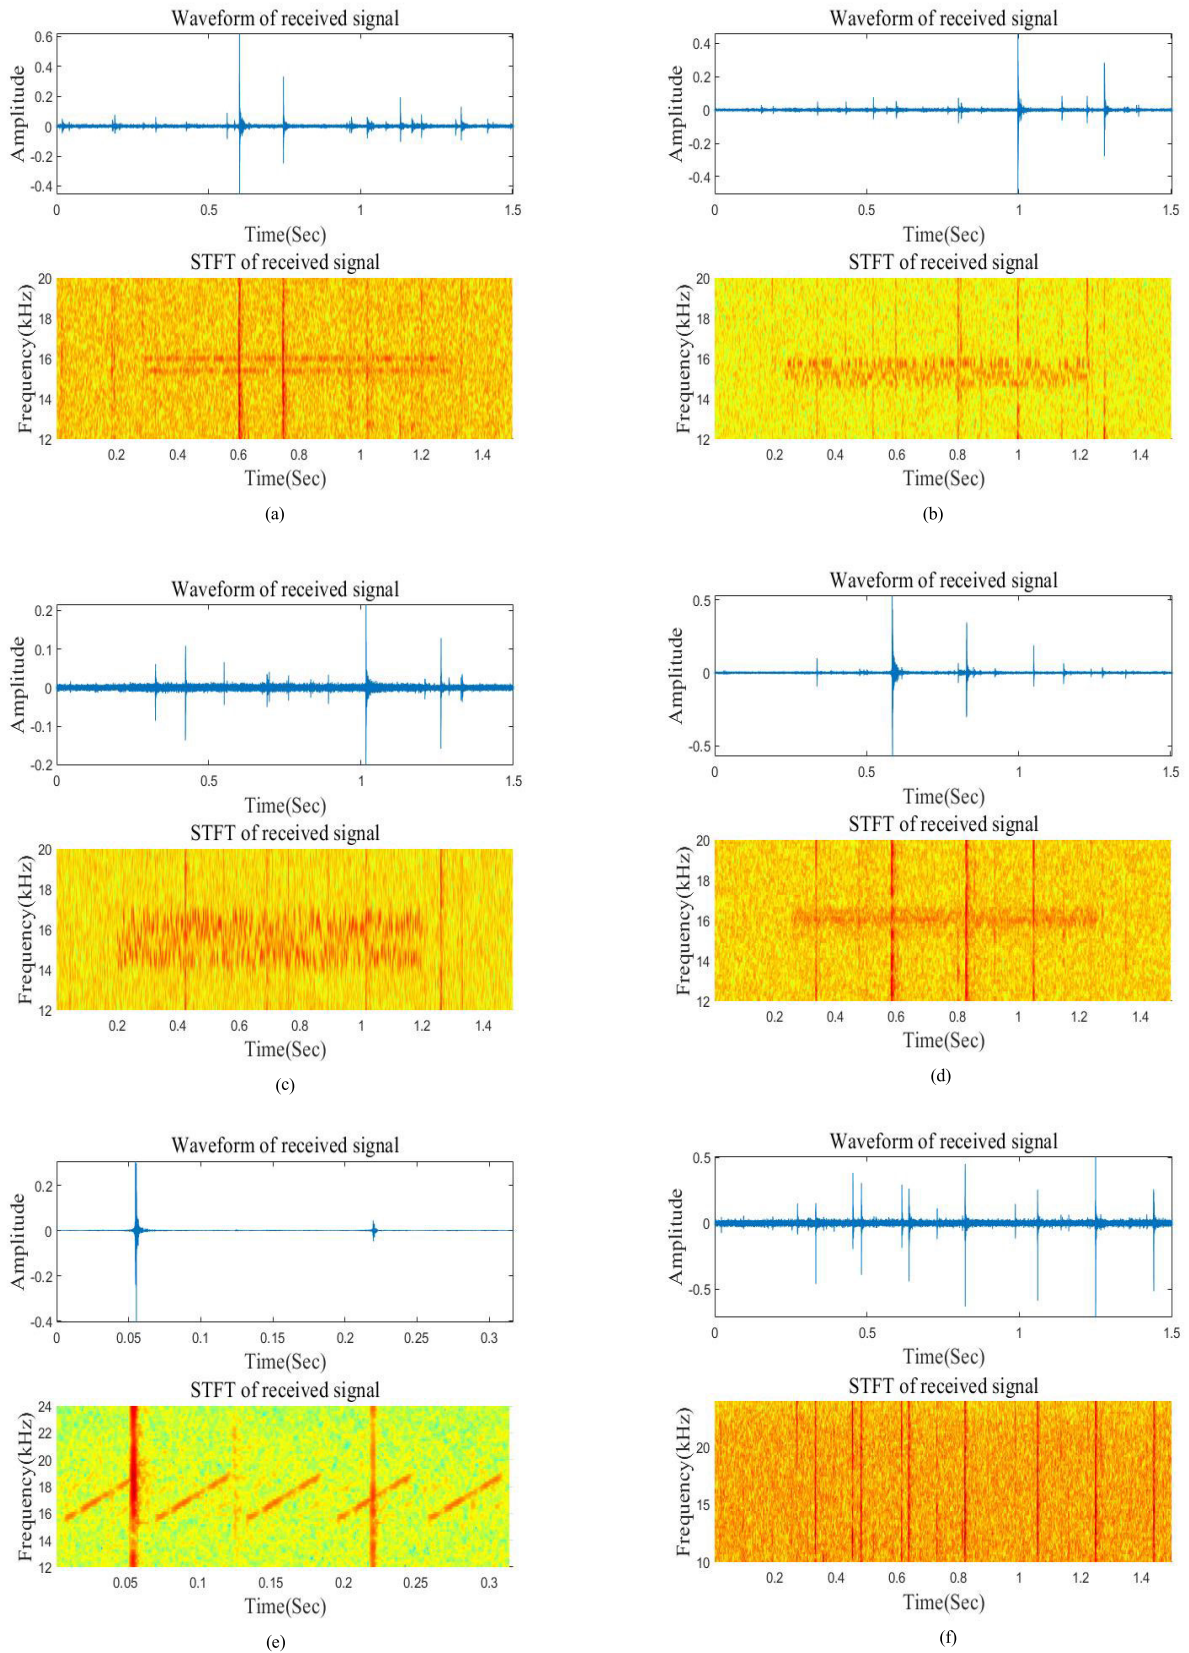 Waveform of received signal
0.6
0.4
0.2
0
-0.2
-0.4
Amplitude
0 0.5 1 1.5
Time(Sec)
STFT of received signal
20
18
16
14
12
Frequency(kHz)
0.2 0.4 0.6 0.8 1 1.2 1.4
Time(Sec)
(a)
Waveform of received signal
0.4
0.2
0
-0.2
-0.4
Amplitude
0 0.5 1 1.5
Time(Sec)
STFT of received signal
20
18
16
14
12
Frequency(kHz)
0.2 0.4 0.6 0.8 1 1.2 1.4
Time(Sec)
(b)
Waveform of received signal
0.2
0.1
0
-0.1
-0.2
Amplitude
0 0.5 1 1.5
Time(Sec)
STFT of received signal
20
18
16
14
12
Frequency(kHz)
0.2 0.4 0.6 0.8 1 1.2 1.4
Time(Sec)
(c)
Waveform of received signal
0.5
0
-0.5
Amplitude
0 0.5 1 1.5
Time(Sec)
STFT of received signal
20
18
16
14
12
Frequency(kHz)
0.2 0.4 0.6 0.8 1 1.2 1.4
Time(Sec)
(d)
Waveform of received signal
0.2
0
-0.2
-0.4
Amplitude
0 0.05 0.1 0.15 0.2 0.25 0.3
Time(Sec)
STFT of received signal
24
22
20
18
16
14
12
Frequency(kHz)
0.05 0.1 0.15 0.2 0.25 0.3
Time(Sec)
(e)
Waveform of received signal
0.5
0
-0.5
Amplitude
0 0.5 1 1.5
Time(Sec)
STFT of received signal
20
15
10
Frequency(kHz)
0.2 0.4 0.6 0.8 1 1.2 1.4
Time(Sec)
(f)